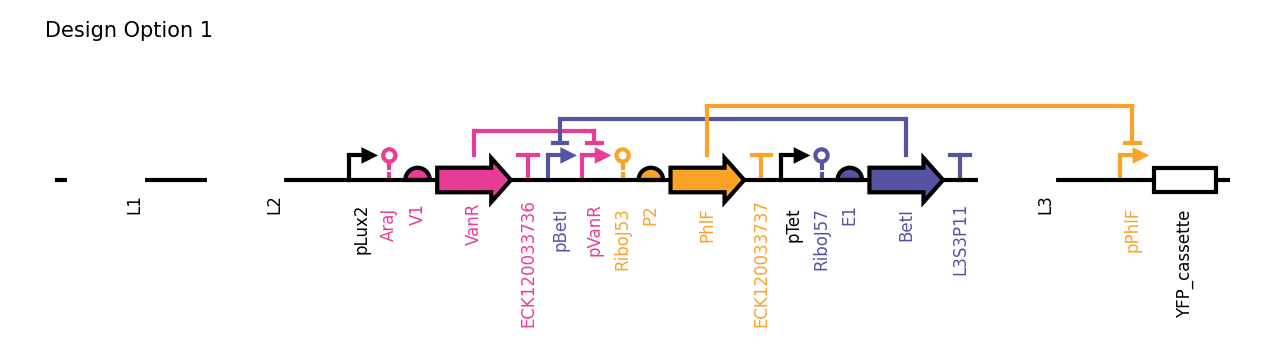 Design Option 1
L1
L2
pLux2
AraJ
V1
VanR
ECK120033736
pBetI
pVanR
RiboJ53
P2
PhlF
ECK120033737
pTet
RiboJ57
E1
BetI
L3S3P11
L3
pPhlF
YFP_cassette